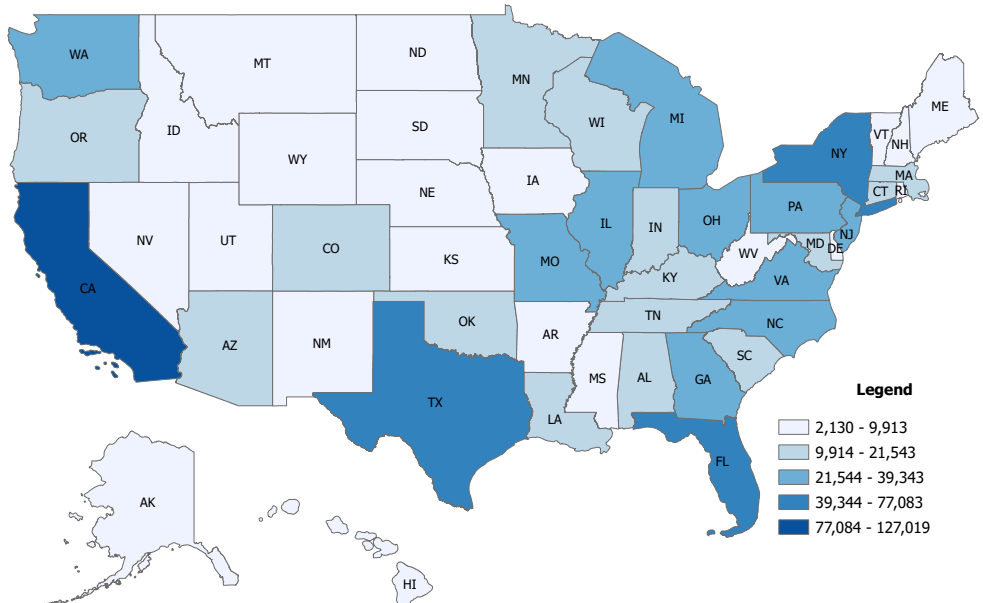 WA
MT
ND
MN
ME
OR
ID
SD
WI
MI
VT
NH
NY
WY
MA
CT
RI
IA
NE
PA
NV
UT
CO
IL
IN
OH
NJ
KS
MO
WV
MD
DE
CA
KY
VA
AZ
NM
OK
TN
NC
AR
SC
MS
AL
GA
TX
LA
FL
AK
HI
Legend
2,130 - 9,913
9,914 - 21,543
21,544 - 39,343
39,344 - 77,083
77,084 - 127,019